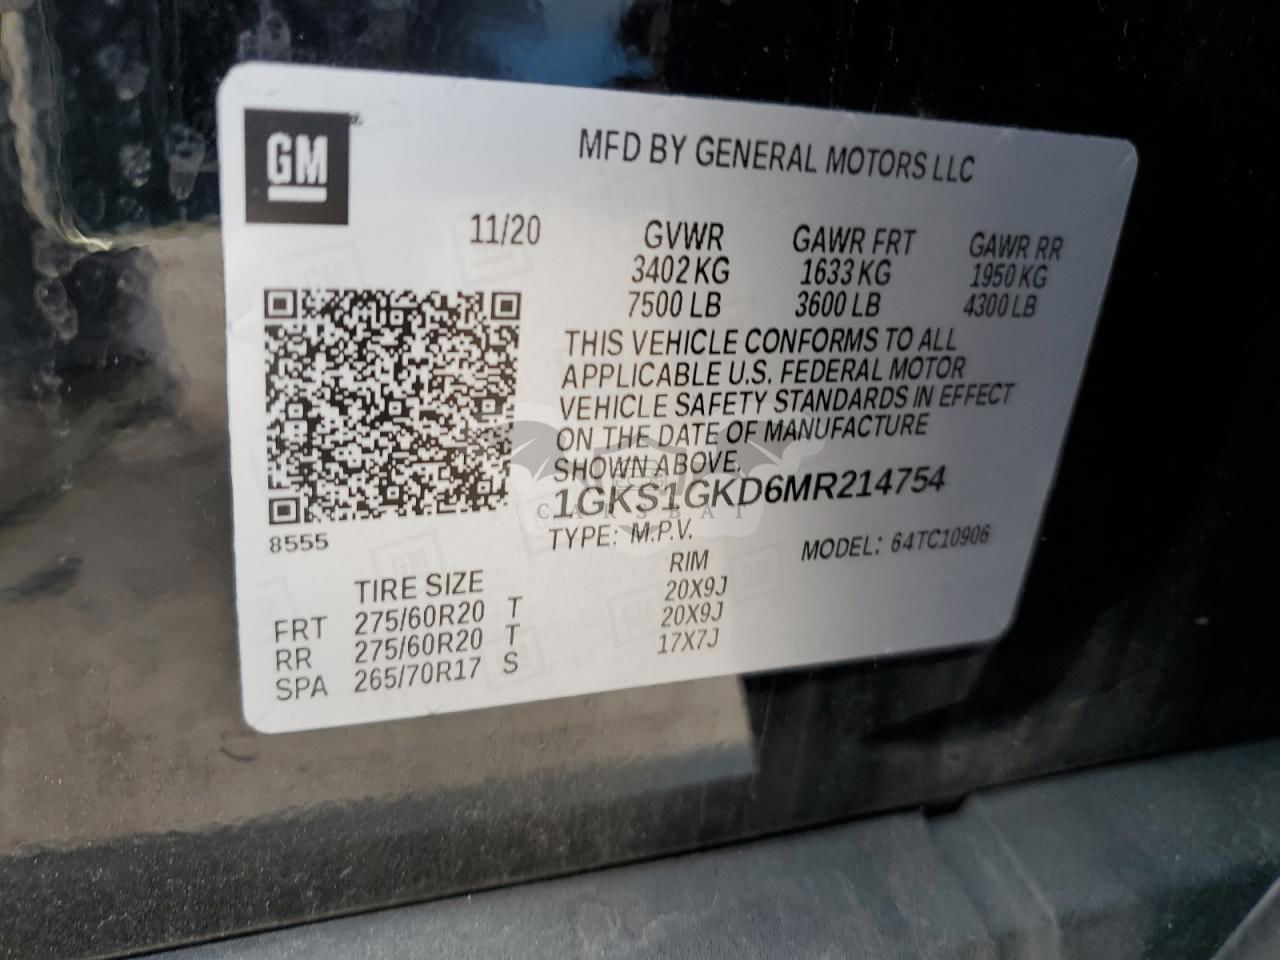 GM
MFD BY GENERAL MOTORS LLC
11/20 GVWR GAWR FRT GAWR RR
3402 KG 1633 KG 1950 KG
7500 LB 3600 LB 4300 LB
THIS VEHICLE CONFORMS TO ALL
APPLICABLE U.S. FEDERAL MOTOR
VEHICLE SAFETY STANDARDS IN EFFECT
ON THE DATE OF MANUFACTURE
SHOWN ABOVE.
1GKS1GKD6MR214754
CARSBAT
8555
TYPE: M.P.V. MODEL: 64TC10906
TIRE SIZE RIM
FRT 275/60R20 T 20X9J
RR 275/60R20 T 20X9J
SPA 265/70R17 S 17X7J